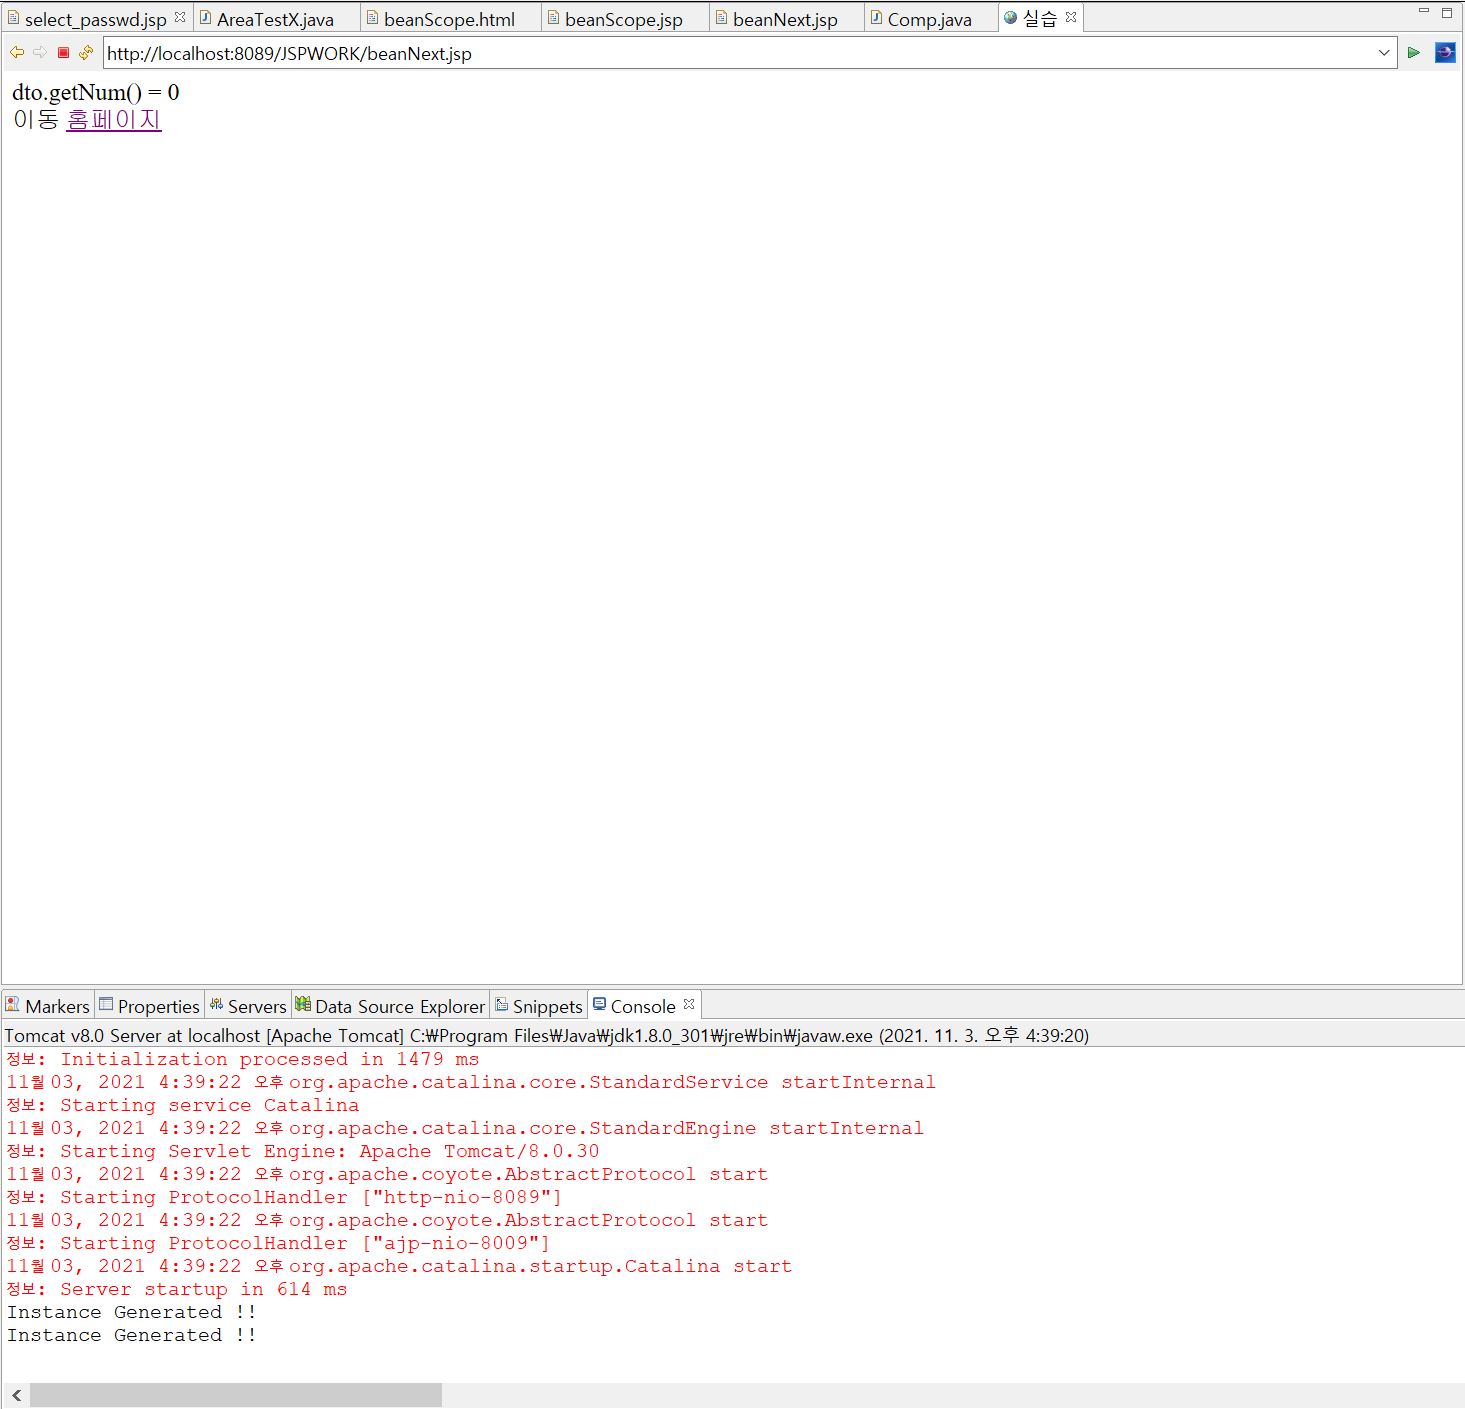 select_passwd.jsp AreaTestX.java beanScope.html beanScope.jsp beanNext.jsp Comp.java 실습
http://localhost:8089/JSPWORK/beanNext.jsp
dto.getNum() = 0
이동 홈페이지
Markers Properties Servers Data Source Explorer Snippets Console
Tomcat v8.0 Server at localhost [Apache Tomcat] C:₩Program Files₩Java₩jdk1.8.0_301₩jre₩bin₩javaw.exe (2021. 11. 3. 오후 4:39:20)
정보: Initialization processed in 1479 ms
11월 03, 2021 4:39:22 오후 org.apache.catalina.core.StandardService startInternal
정보: Starting service Catalina
11월 03, 2021 4:39:22 오후 org.apache.catalina.core.StandardEngine startInternal
정보: Starting Servlet Engine: Apache Tomcat/8.0.30
11월 03, 2021 4:39:22 오후 org.apache.coyote.AbstractProtocol start
정보: Starting ProtocolHandler ["http-nio-8089"]
11월 03, 2021 4:39:22 오후 org.apache.coyote.AbstractProtocol start
정보: Starting ProtocolHandler ["ajp-nio-8009"]
11월 03, 2021 4:39:22 오후 org.apache.catalina.startup.Catalina start
정보: Server startup in 614 ms
Instance Generated !!
Instance Generated !!